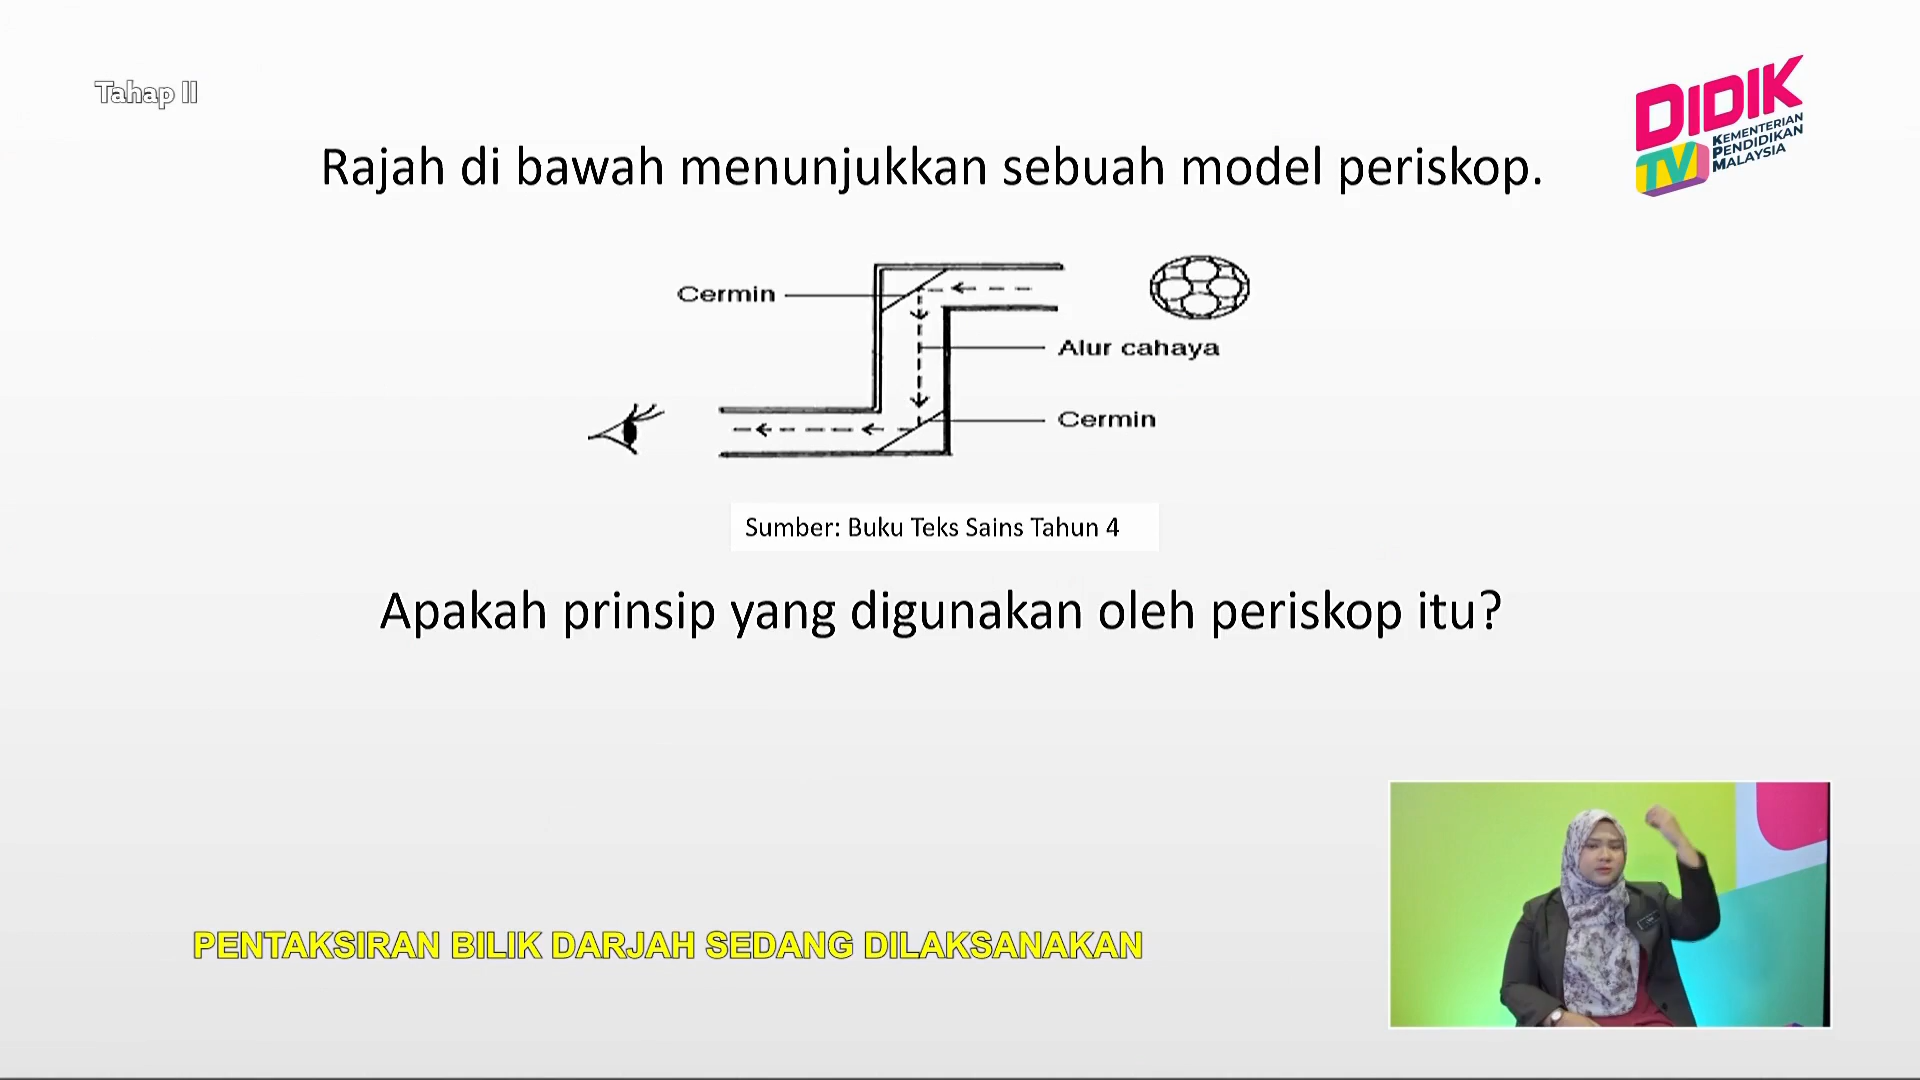 Tahap II
DIDIK
TV
KEMENTERIAN
PENDIDIKAN
MALAYSIA
Rajah di bawah menunjukkan sebuah model periskop.
Cermin
Alur cahaya
Cermin
Sumber: Buku Teks Sains Tahun 4
Apakah prinsip yang digunakan oleh periskop itu?
PENTAKSIRAN BILIK DARJAH SEDANG DILAKSANAKAN